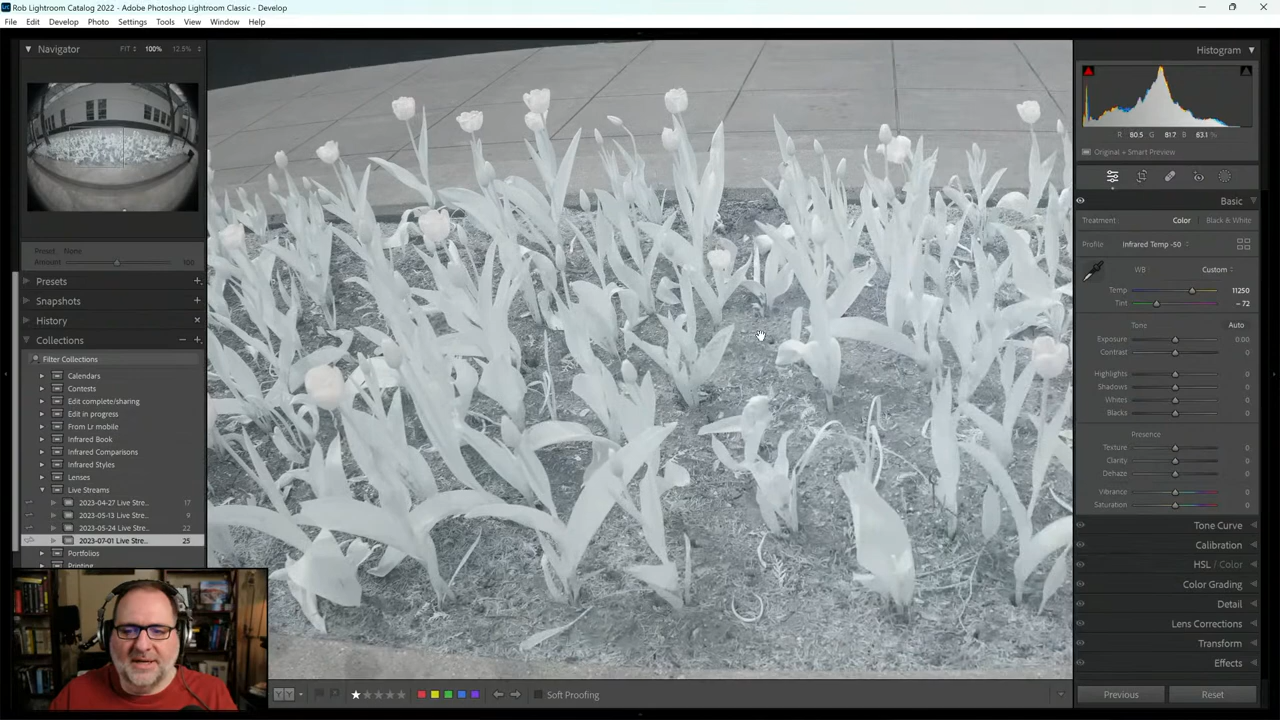 Rob Lightroom Catalog 2022 - Adobe Photoshop Lightroom Classic - Develop
File Edit Develop Photo Settings Tools View Window Help
Navigator FIT 100% 12.5%
Preset: None
Amount 100
Presets
Snapshots
History
Collections
Filter Collections
Calendars
Contests
Edit complete/sharing
Edit in progress
From Lr mobile
Infrared Book
Infrared Comparisons
Infrared Styles
Lenses
Live Streams
2023-04-27 Live Stre... 17
2023-05-13 Live Stre... 9
2023-05-24 Live Stre... 22
2023-07-01 Live Stre... 25
Portfolios
Printing
Soft Proofing
Histogram
R 80.5 G 81.7 B 83.1 %
Original + Smart Preview
Basic
Treatment Color Black & White
Profile Infrared Temp -50
WB Custom
Temp 11250
Tint – 72
Tone Auto
Exposure 0.00
Contrast 0
Highlights 0
Shadows 0
Whites 0
Blacks 0
Presence
Texture 0
Clarity 0
Dehaze 0
Vibrance 0
Saturation 0
Tone Curve
Calibration
HSL / Color
Color Grading
Detail
Lens Corrections
Transform
Effects
Previous Reset